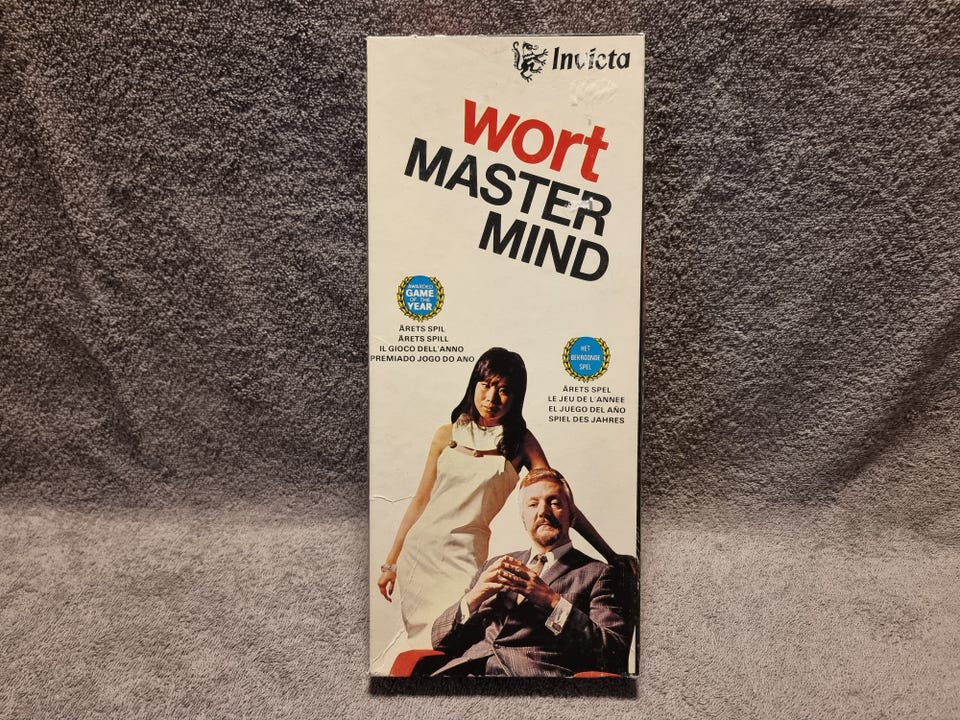 Invicta
wort
MASTER
MIND
AWARDED
GAME
OF THE
YEAR
ÅRETS SPIL
ÅRETS SPILL
IL GIOCO DELL'ANNO
PREMIADO JOGO DO ANO
HET
BEKROONDE
SPEL
ÅRETS SPEL
LE JEU DE L'ANNEE
EL JUEGO DEL AÑO
SPIEL DES JAHRES